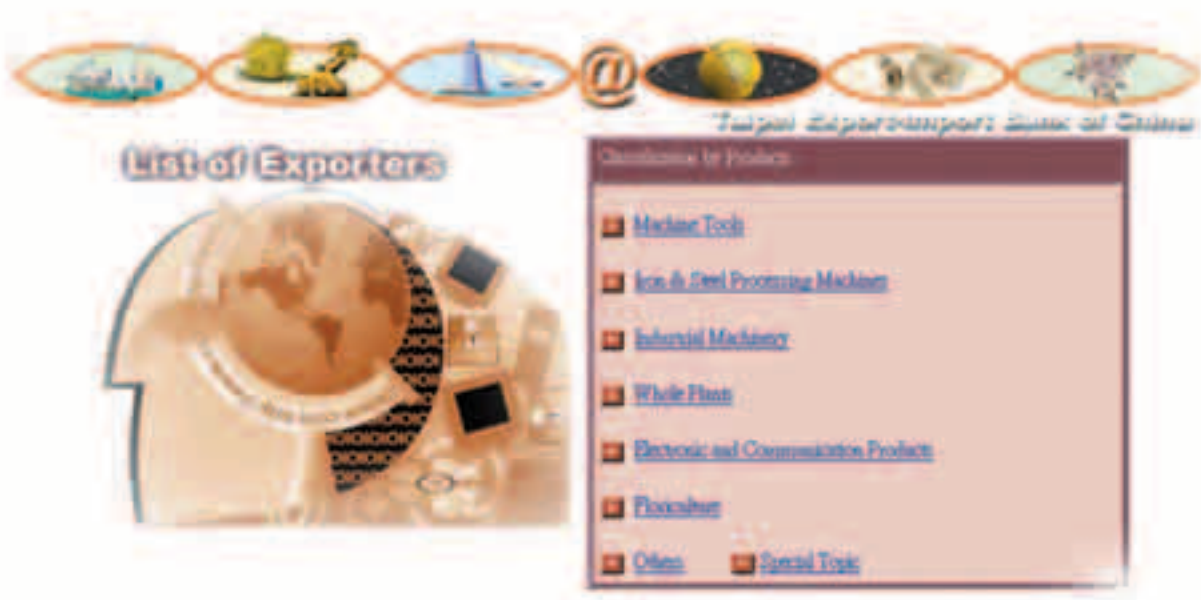 @
Taipei Export-Import Bank of China
List of Exporters
Classification by Products
Machine Tools
Iron & Steel Processing Machines
Industrial Machinery
Whole Plants
Electronic and Communication Products
Floriculture
Others Special Topic